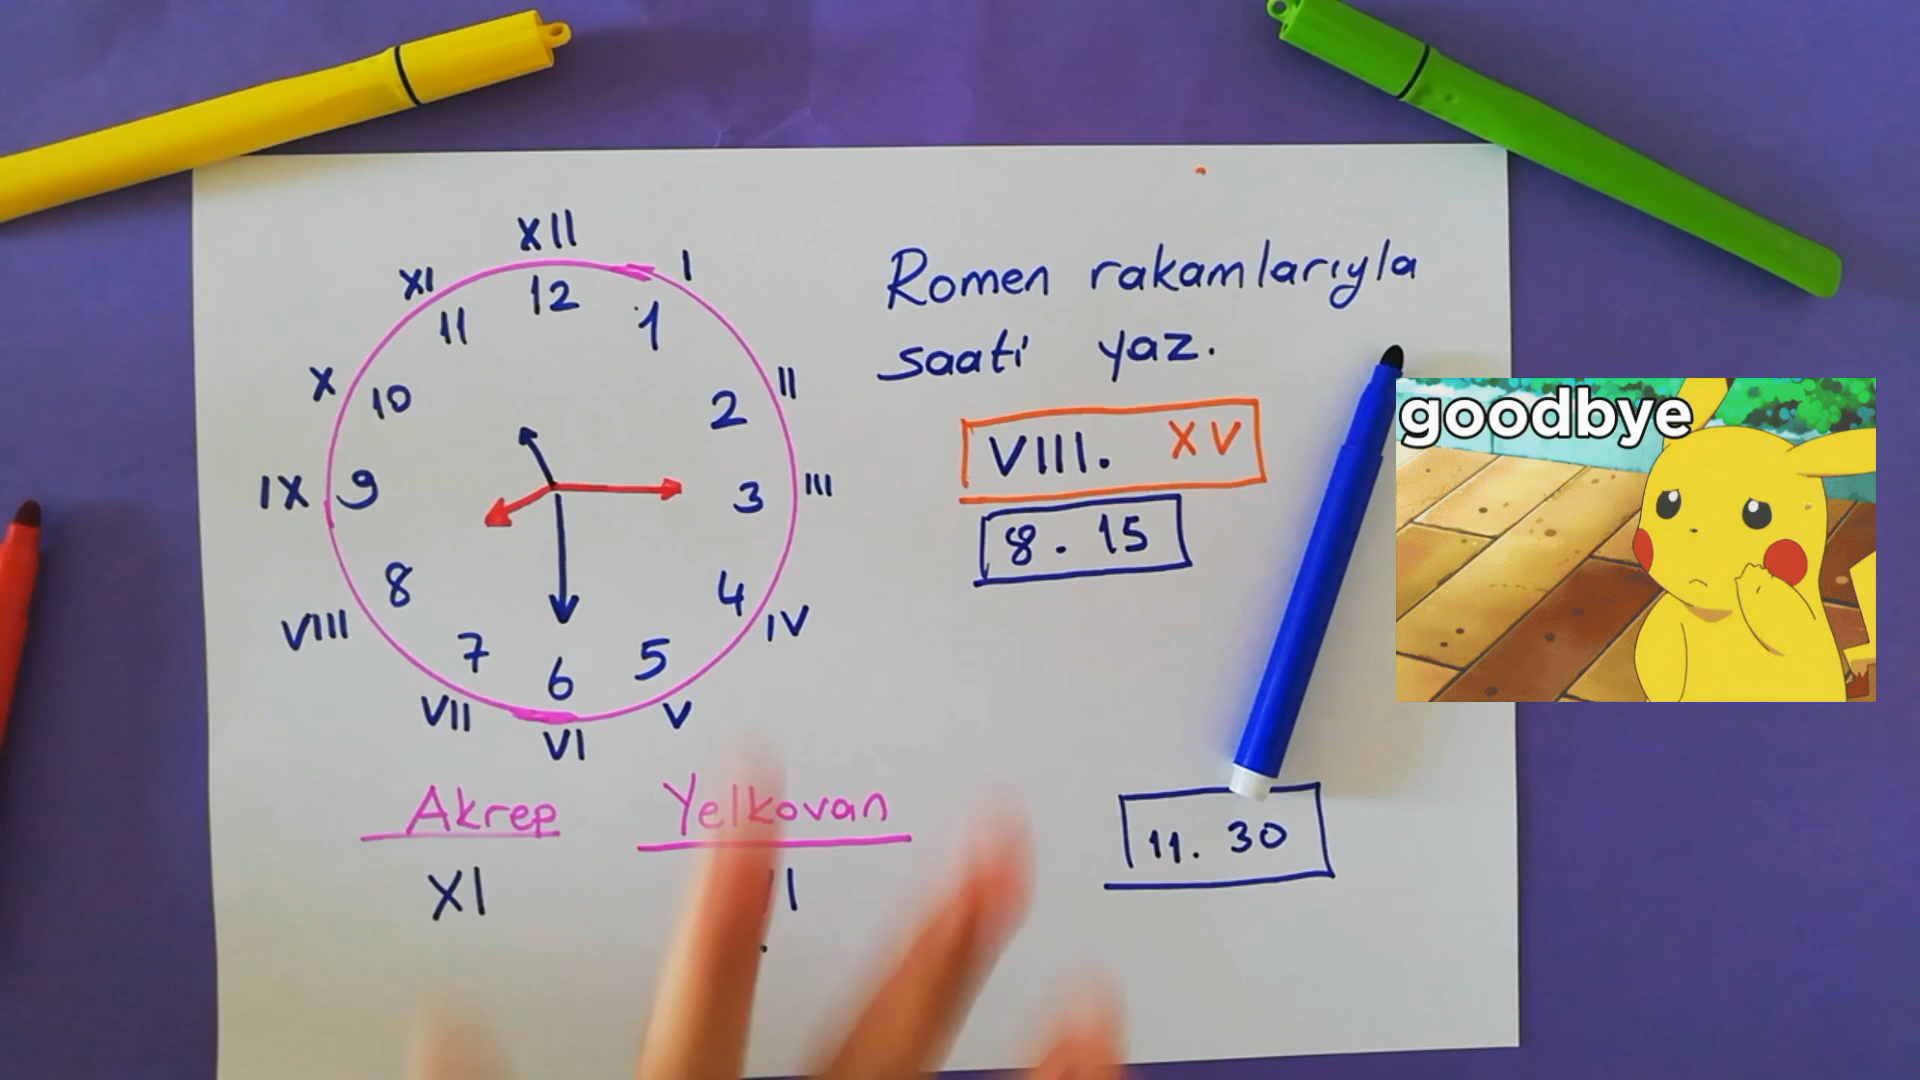 XII
XI
I
12
11
1
X
10
II
2
IX
9
3
III
8
4
VIII
IV
7
6
5
VII
VI
V
Romen rakamlarıyla
saati yaz.
VIII. XV
8. 15
goodbye
Akrep Yelkovan
XI
11. 30